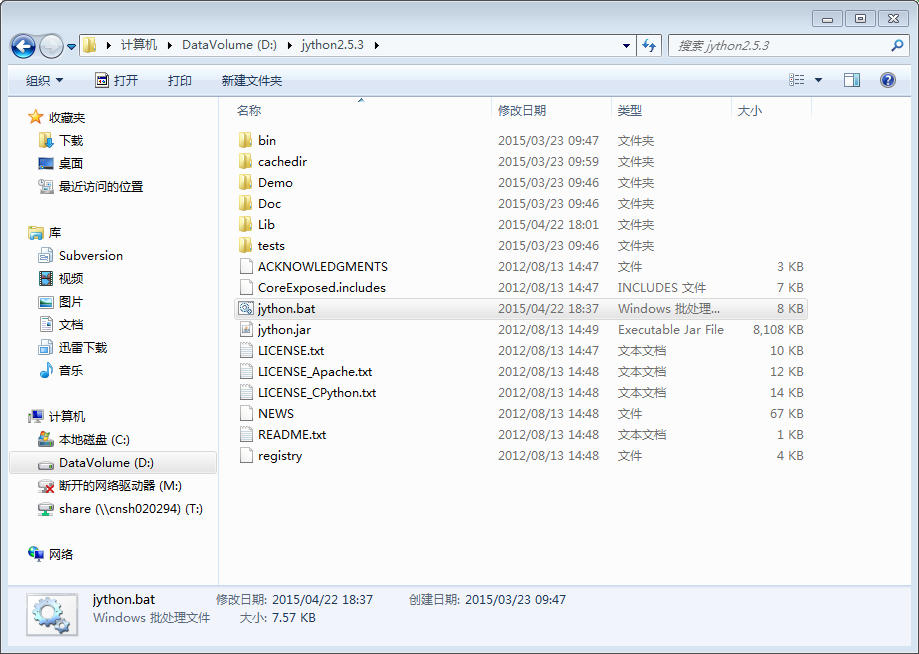 计算机 DataVolume (D:) jython2.5.3
搜索 jython2.5.3
组织 打开 打印 新建文件夹
收藏夹
下载
桌面
最近访问的位置
库
Subversion
视频
图片
文档
迅雷下载
音乐
计算机
本地磁盘 (C:)
DataVolume (D:)
断开的网络驱动器 (M:)
share (\\cnsh020294) (T:)
网络
名称 修改日期 类型 大小
bin 2015/03/23 09:47 文件夹
cachedir 2015/03/23 09:59 文件夹
Demo 2015/03/23 09:46 文件夹
Doc 2015/03/23 09:46 文件夹
Lib 2015/04/22 18:01 文件夹
tests 2015/03/23 09:46 文件夹
ACKNOWLEDGMENTS 2012/08/13 14:47 文件 3 KB
CoreExposed.includes 2012/08/13 14:47 INCLUDES 文件 7 KB
jython.bat 2015/04/22 18:37 Windows 批处理... 8 KB
jython.jar 2012/08/13 14:49 Executable Jar File 8,108 KB
LICENSE.txt 2012/08/13 14:47 文本文档 10 KB
LICENSE_Apache.txt 2012/08/13 14:48 文本文档 12 KB
LICENSE_CPython.txt 2012/08/13 14:48 文本文档 14 KB
NEWS 2012/08/13 14:48 文件 67 KB
README.txt 2012/08/13 14:48 文本文档 1 KB
registry 2012/08/13 14:48 文件 4 KB
jython.bat 修改日期: 2015/04/22 18:37 创建日期: 2015/03/23 09:47
Windows 批处理文件 大小: 7.57 KB